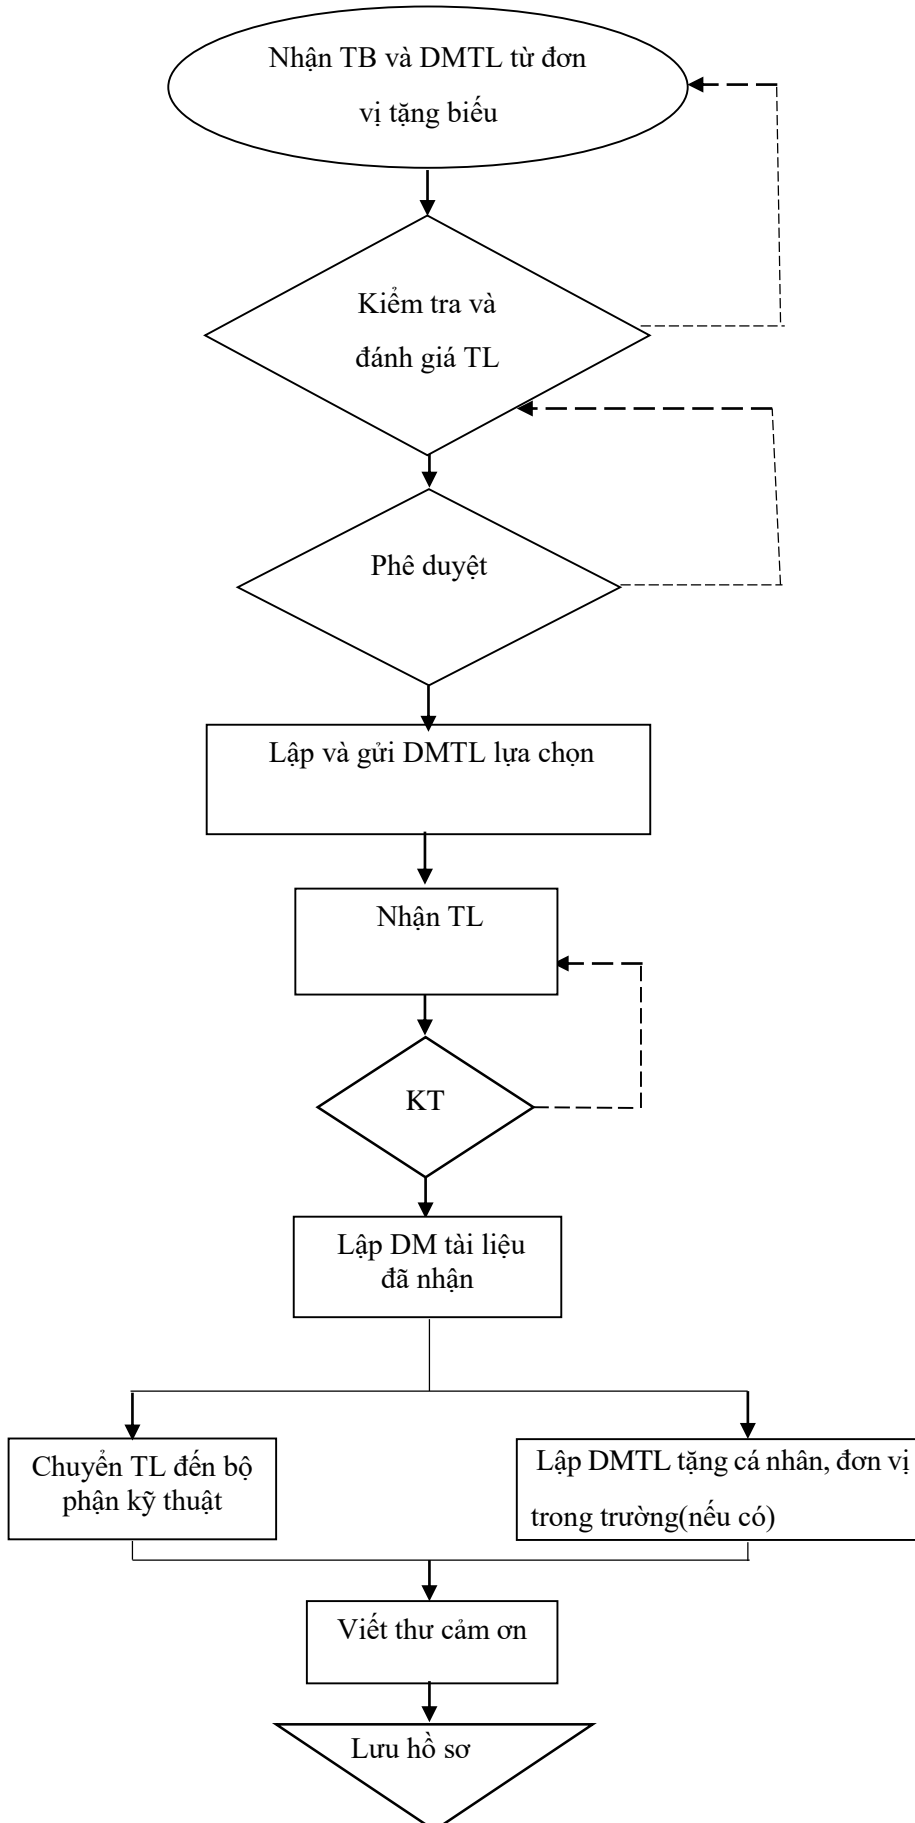 Nhận TB và DMTL từ đơn
vị tặng biếu
Kiểm tra và
đánh giá TL
Phê duyệt
Lập và gửi DMTL lựa chọn
Nhận TL
KT
Lập DM tài liệu
đã nhận
Chuyển TL đến bộ
phận kỹ thuật
Lập DMTL tặng cá nhân, đơn vị
trong trường(nếu có)
Viết thư cảm ơn
Lưu hồ sơ